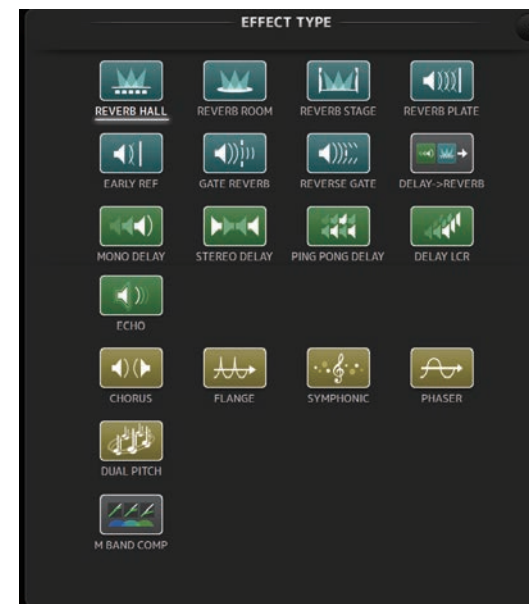 EFFECT TYPE
REVERB HALL REVERB ROOM REVERB STAGE REVERB PLATE
EARLY REF GATE REVERB REVERSE GATE DELAY->REVERB
MONO DELAY STEREO DELAY PING PONG DELAY DELAY LCR
ECHO
CHORUS FLANGE SYMPHONIC PHASER
DUAL PITCH
M BAND COMP